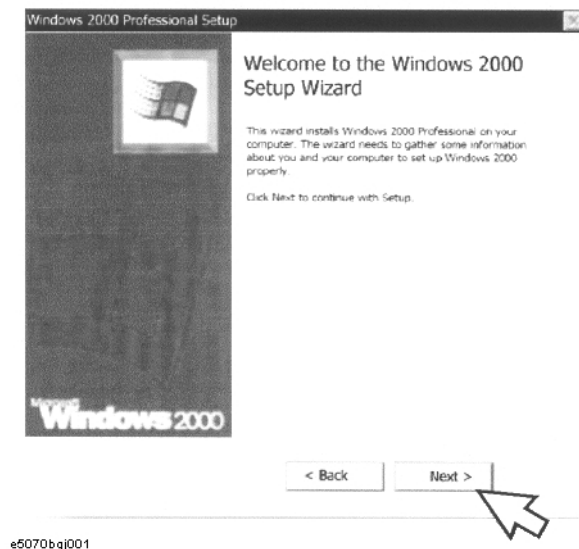 Windows 2000 Professional Setup
Welcome to the Windows 2000
Setup Wizard
This wizard installs Windows 2000 Professional on your
computer. The wizard needs to gather some information
about you and your computer to set up Windows 2000
properly.
Click Next to continue with Setup.
Microsoft
Windows 2000
< Back
Next >
e5070bqj001